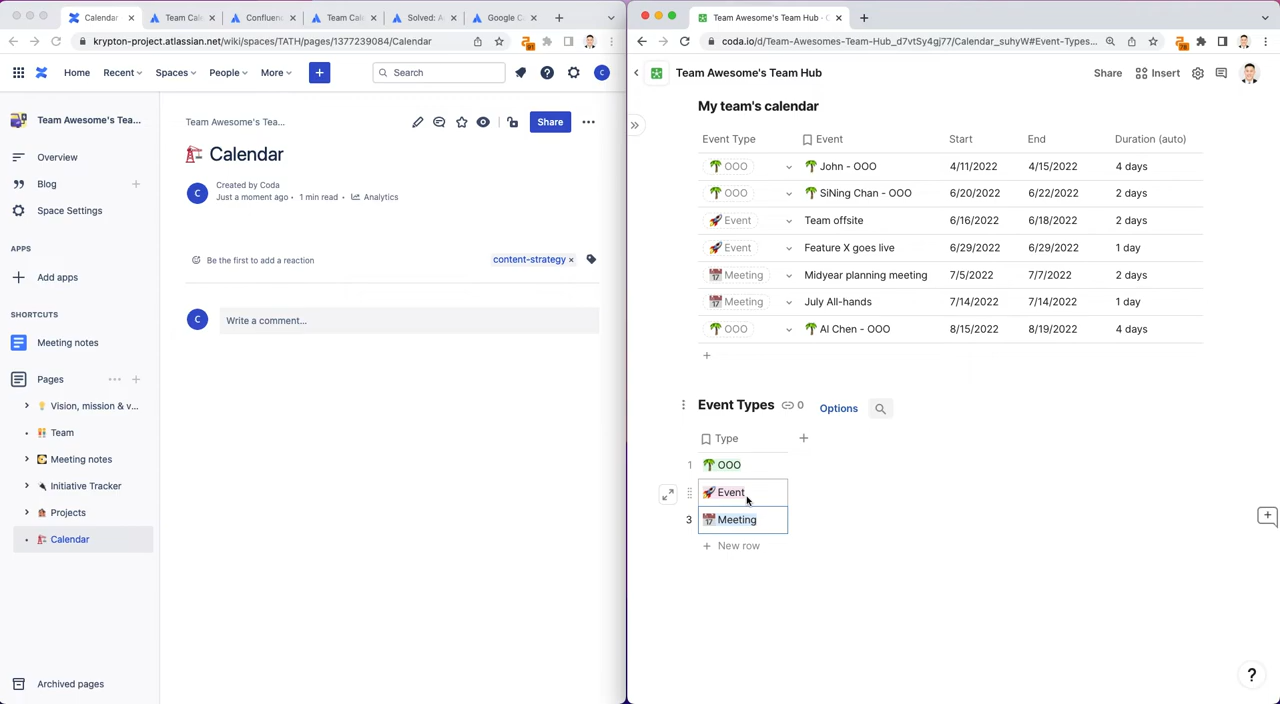 Calendar
Team Cale
Confluenc
Team Cale
Solved: A
Google C
Team Awesome's Team Hub · C
krypton-project.atlassian.net/wiki/spaces/TATH/pages/1377239084/Calendar
coda.io/d/Team-Awesomes-Team-Hub_d7vtSy4gj77/Calendar_suhyW#Event-Types...
Home
Recent
Spaces
People
More
+
Search
C
Team Awesome's Team Hub
Share
Insert
Team Awesome's Tea...
Overview
Blog
Space Settings
APPS
Add apps
SHORTCUTS
Meeting notes
Pages
Vision, mission & v...
Team
Meeting notes
Initiative Tracker
Projects
Calendar
Archived pages
Team Awesome's Tea...
Share
Calendar
C
Created by Coda
Just a moment ago • 1 min read • Analytics
Be the first to add a reaction
content-strategy ×
C
Write a comment...
My team's calendar
Event Type Event Start End Duration (auto)
OOO John - OOO 4/11/2022 4/15/2022 4 days
OOO SiNing Chan - OOO 6/20/2022 6/22/2022 2 days
Event Team offsite 6/16/2022 6/18/2022 2 days
Event Feature X goes live 6/29/2022 6/29/2022 1 day
Meeting Midyear planning meeting 7/5/2022 7/7/2022 2 days
Meeting July All-hands 7/14/2022 7/14/2022 1 day
OOO Al Chen - OOO 8/15/2022 8/19/2022 4 days
+
Event Types 0 Options
Type +
1 OOO
Event
3 Meeting
+ New row
?